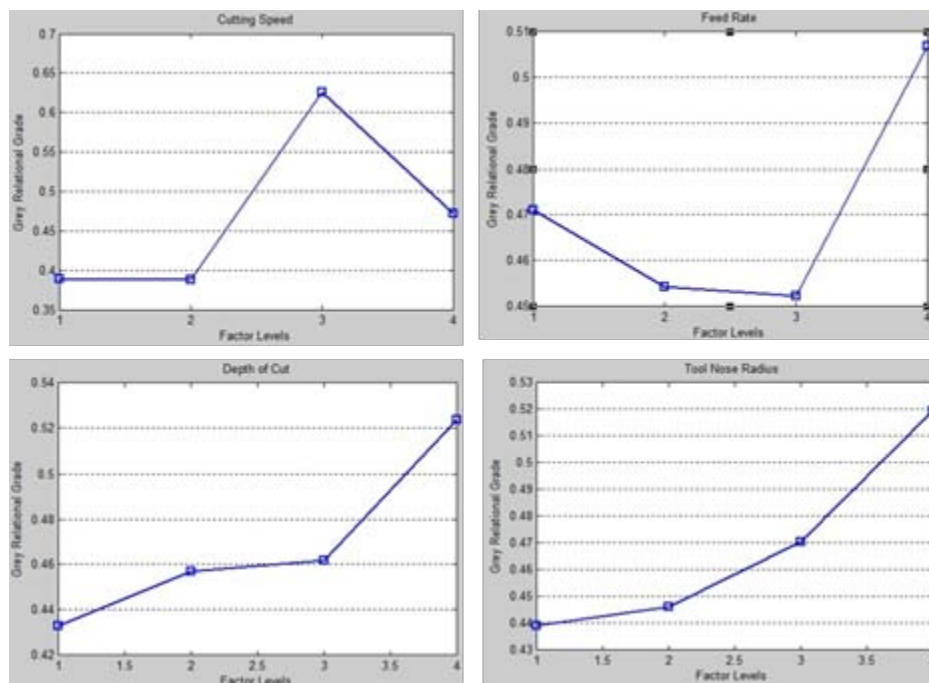 Cutting Speed
0.7
0.65
0.6
0.55
0.5
0.45
0.4
0.35
Grey Relational Grade
1 2 3 4
Factor Levels
Feed Rate
0.51
0.5
0.49
0.48
0.47
0.46
0.45
Grey Relational Grade
1 2 3 4
Factor Levels
Depth of Cut
0.54
0.52
0.5
0.48
0.46
0.44
0.42
Grey Relational Grade
1 1.5 2 2.5 3 3.5 4
Factor Levels
Tool Nose Radius
0.53
0.52
0.51
0.5
0.49
0.48
0.47
0.46
0.45
0.44
0.43
Grey Relational Grade
1 1.5 2 2.5 3 3.5
Factor Levels